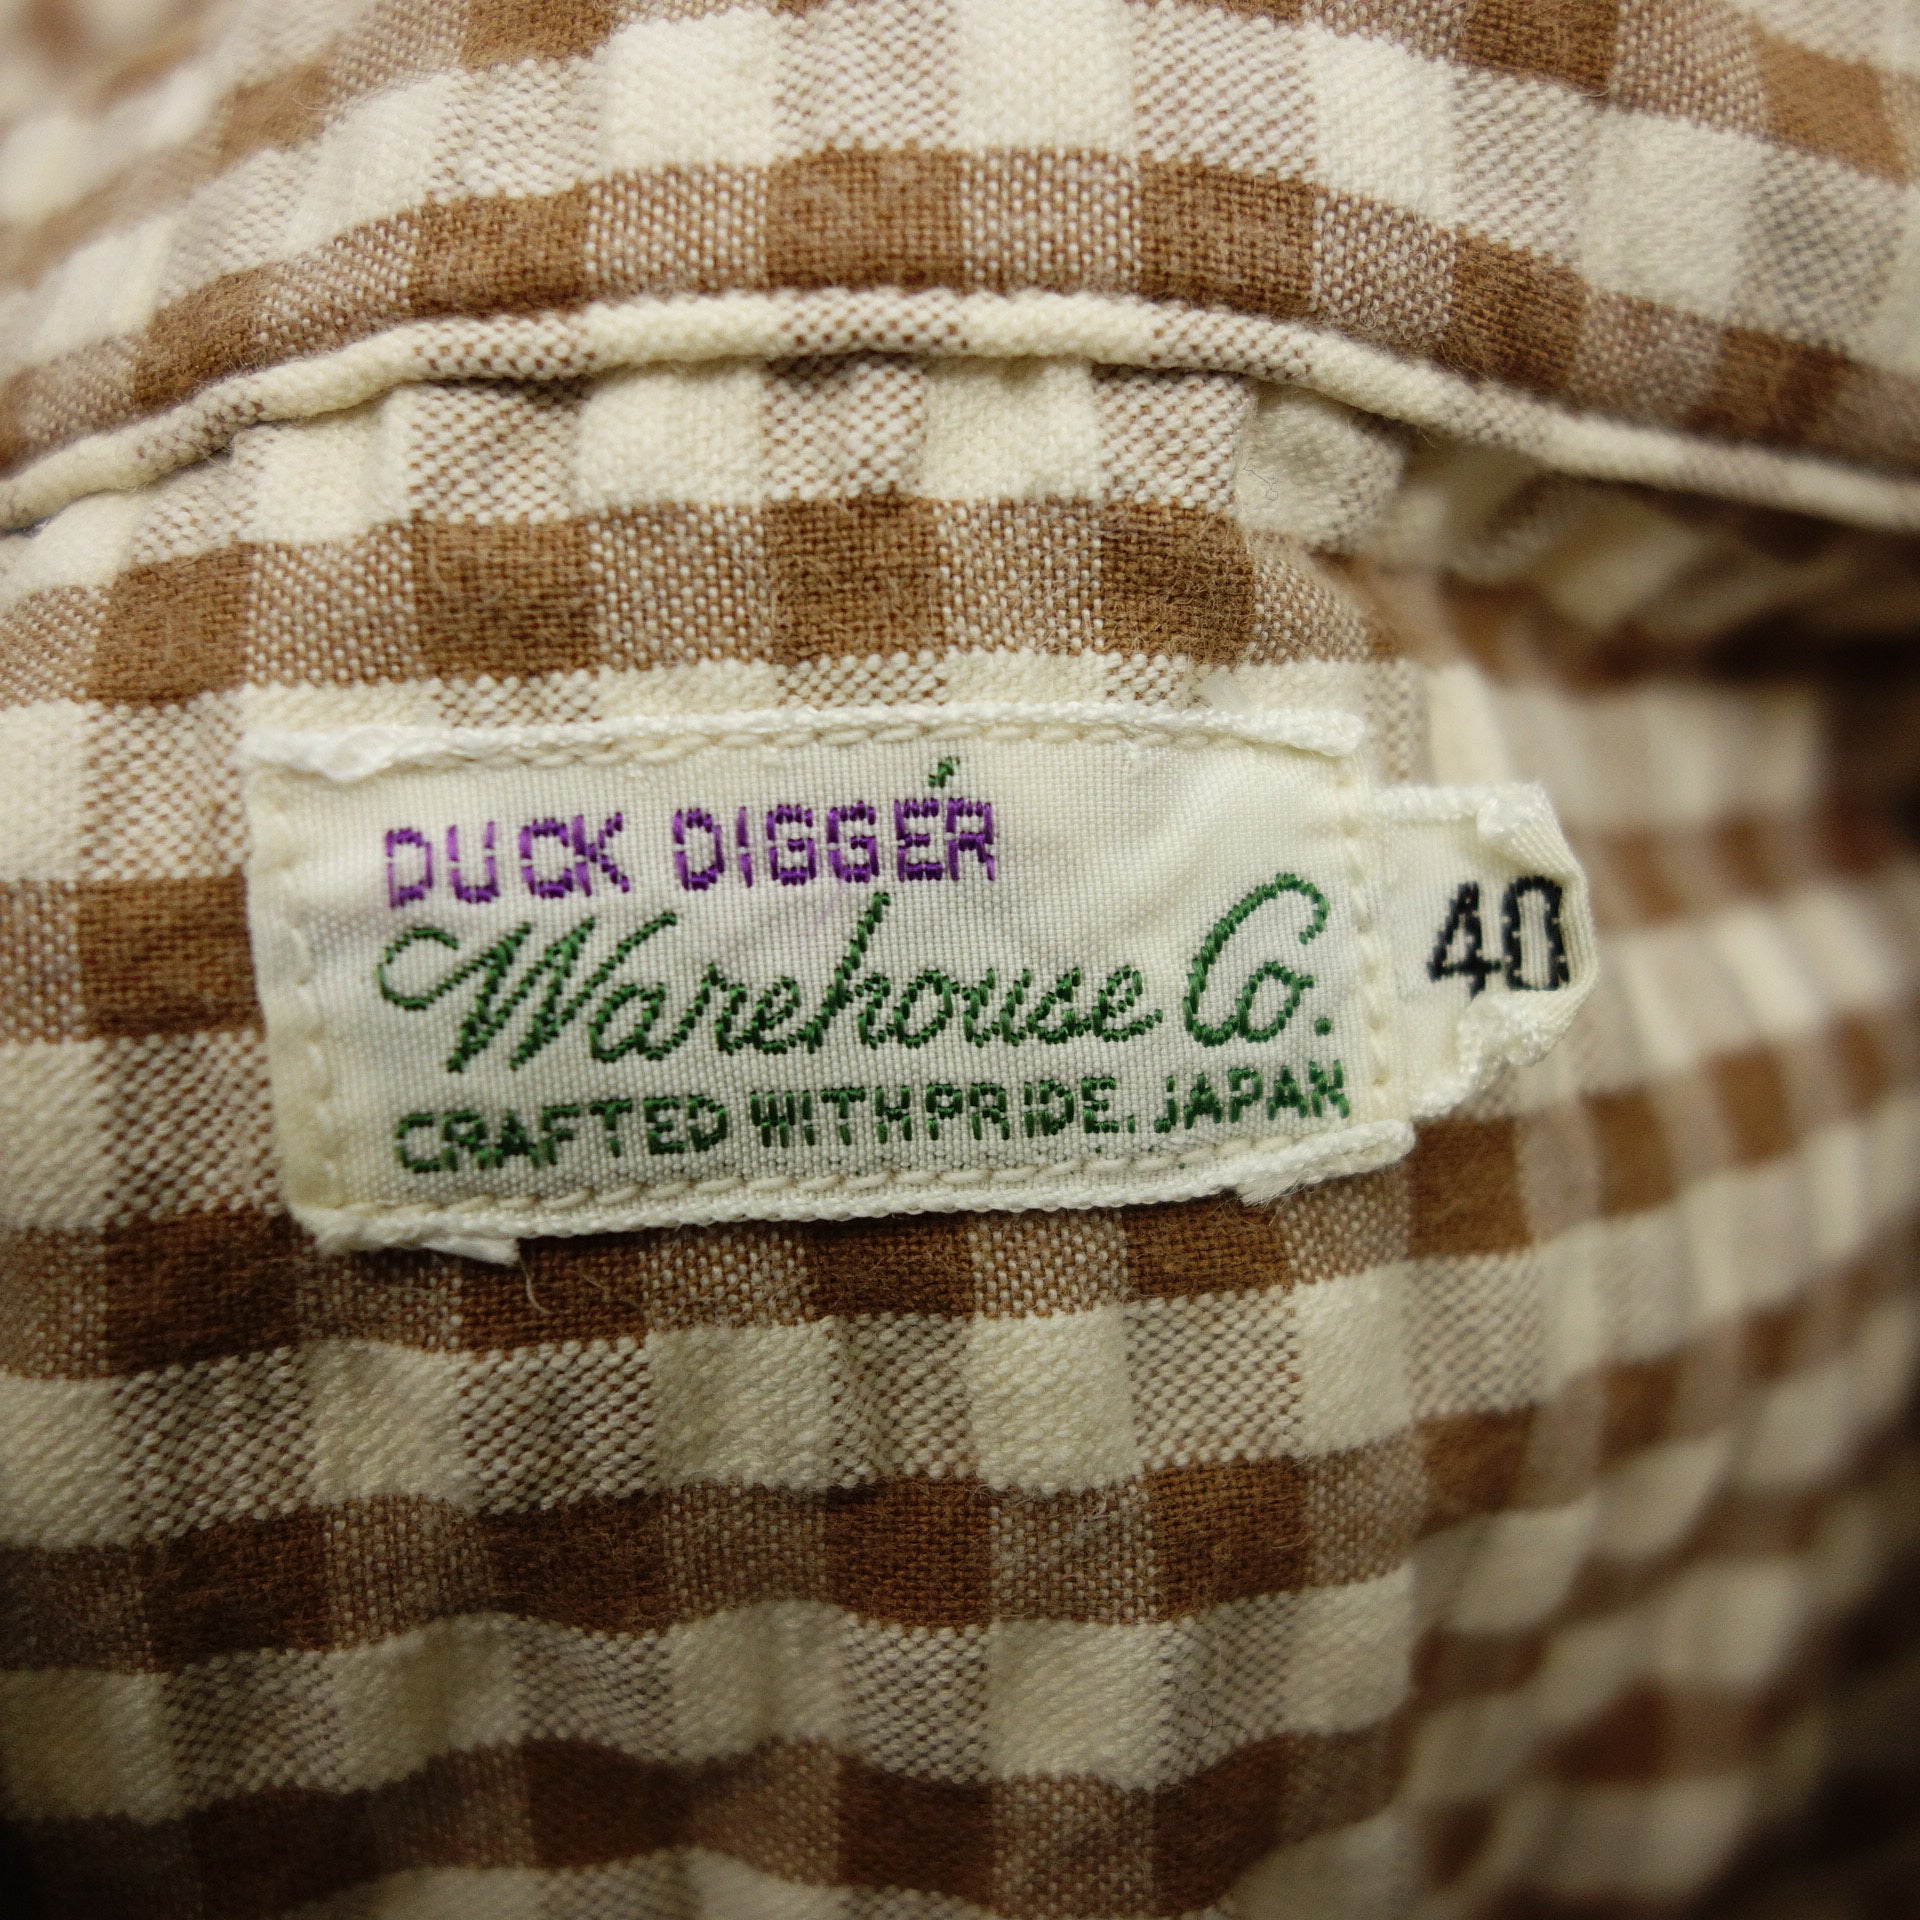 DUCK DIGGER
Warehouse Co.
40
CRAFTED WITH PRIDE. JAPAN